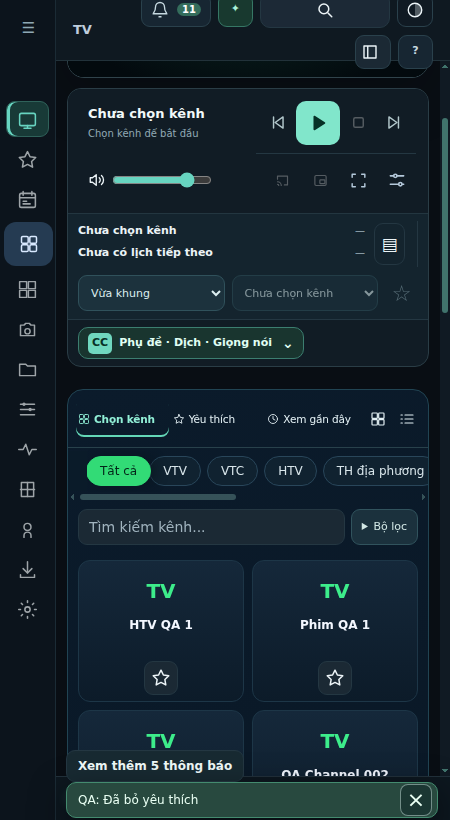 11
TV
?
Chưa chọn kênh
Chọn kênh để bắt đầu
Chưa chọn kênh —
Chưa có lịch tiếp theo —
Vừa khung Chưa chọn kênh
CC Phụ đề · Dịch · Giọng nói
Chọn kênh Yêu thích Xem gần đây
Tất cả VTV VTC HTV TH địa phương
Tìm kiếm kênh... Bộ lọc
TV TV
HTV QA 1 Phim QA 1
TV TV
QA Channel 002
Xem thêm 5 thông báo
QA: Đã bỏ yêu thích